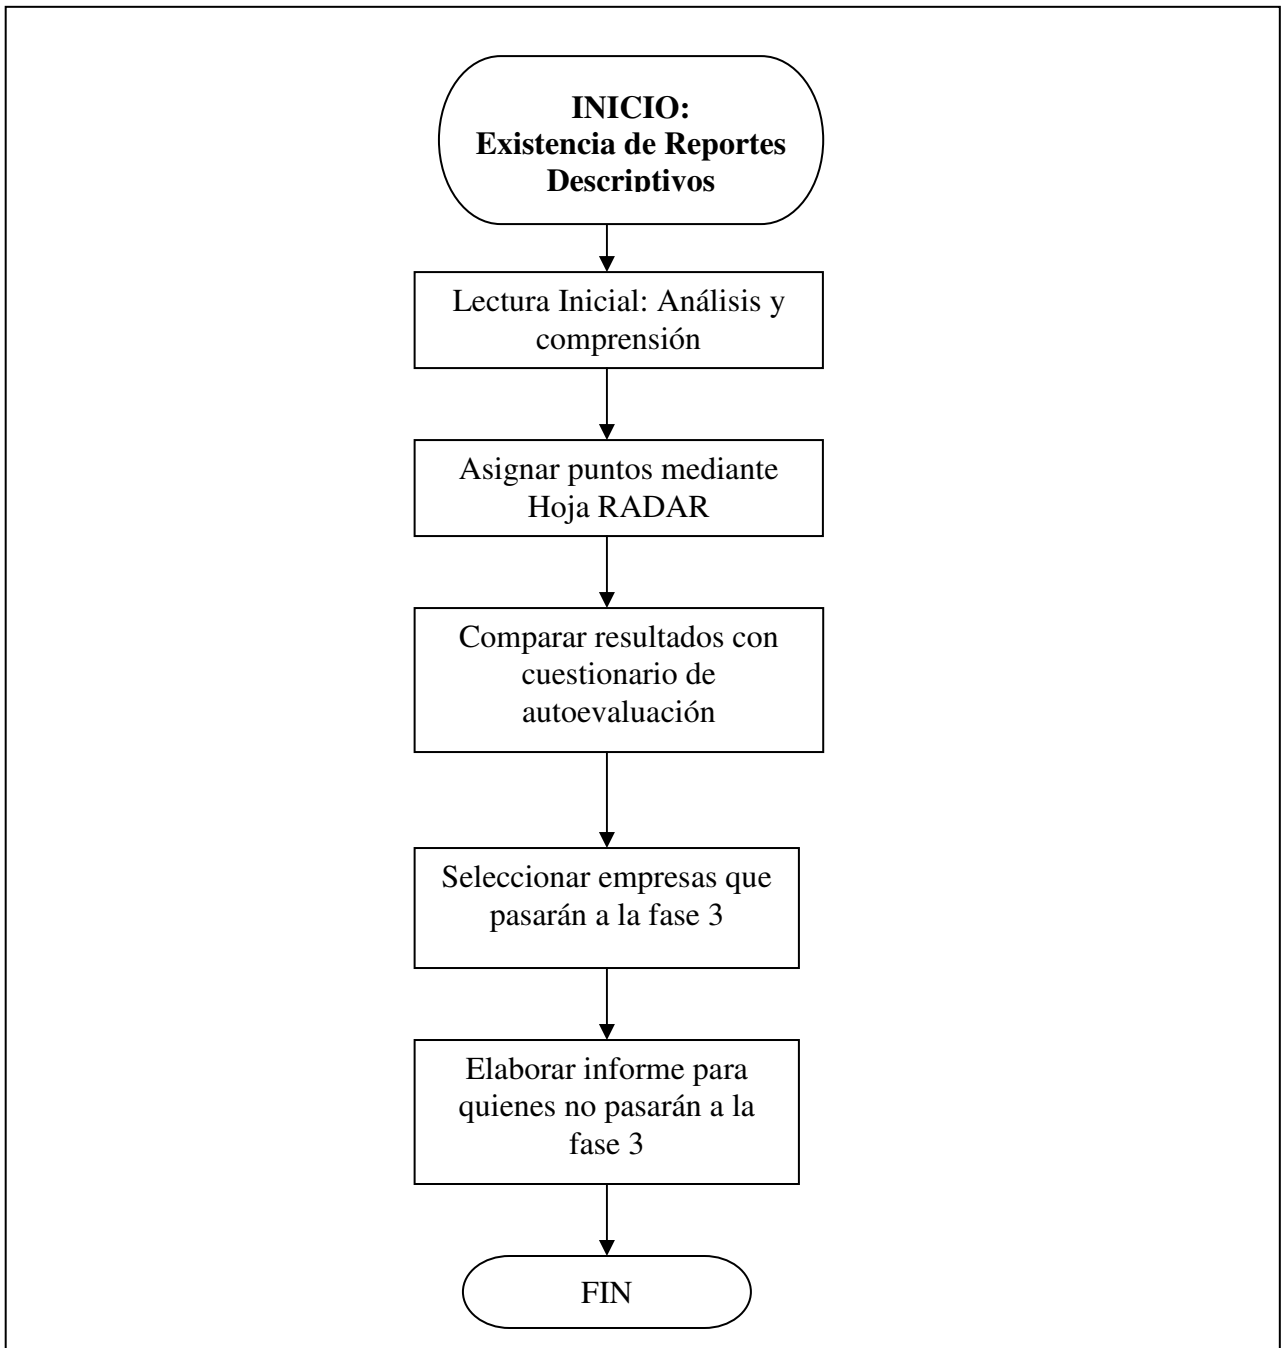 INICIO:
Existencia de Reportes
Descriptivos
Lectura Inicial: Análisis y
comprensión
Asignar puntos mediante
Hoja RADAR
Comparar resultados con
cuestionario de
autoevaluación
Seleccionar empresas que
pasarán a la fase 3
Elaborar informe para
quienes no pasarán a la
fase 3
FIN